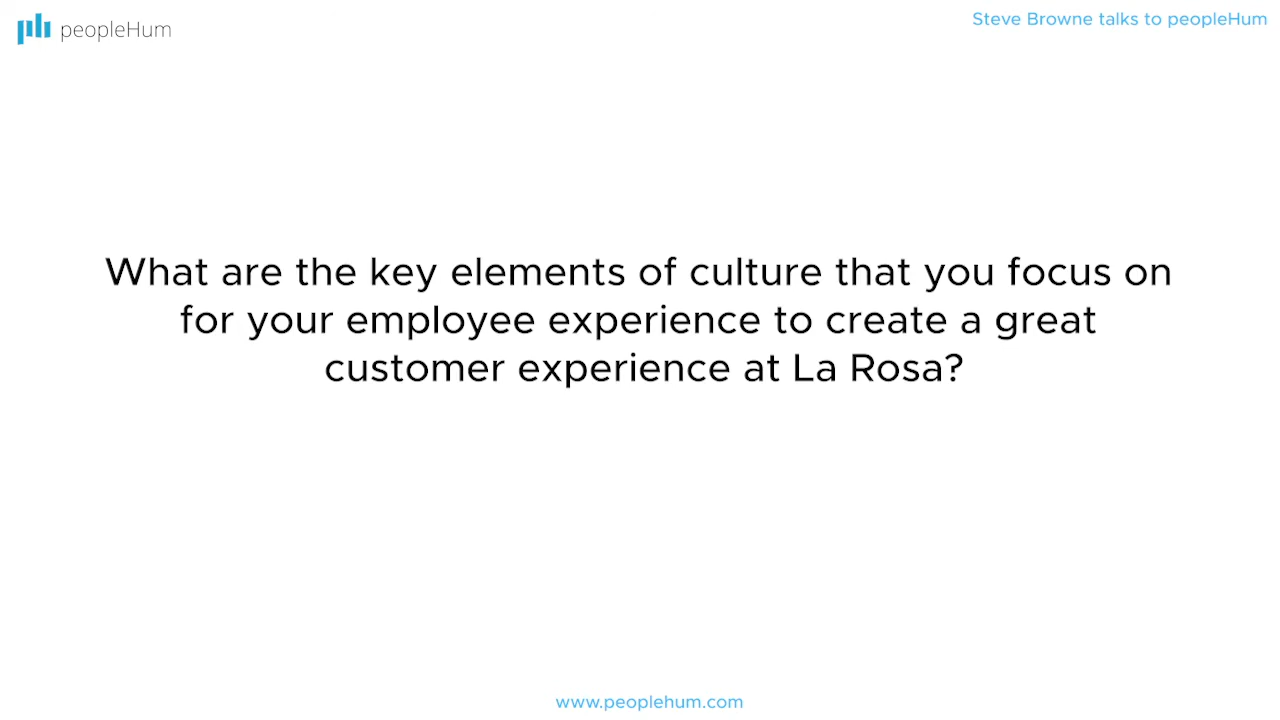 peopleHum
Steve Browne talks to peopleHum
What are the key elements of culture that you focus on
for your employee experience to create a great
customer experience at La Rosa?
www.peoplehum.com